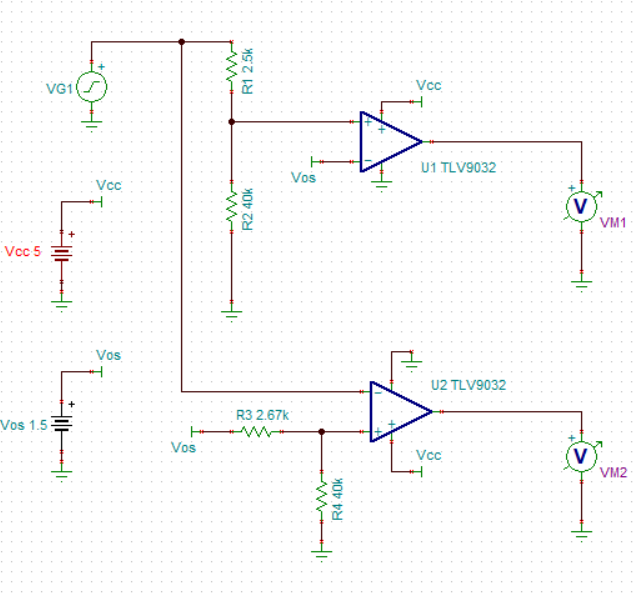 VG1
R1 2.5k
Vcc
U1 TLV9032
Vos
R2 40k
V
VM1
Vcc
Vcc 5
Vos
Vos 1.5
U2 TLV9032
R3 2.67k
Vos
R4 40k
Vcc
V
VM2